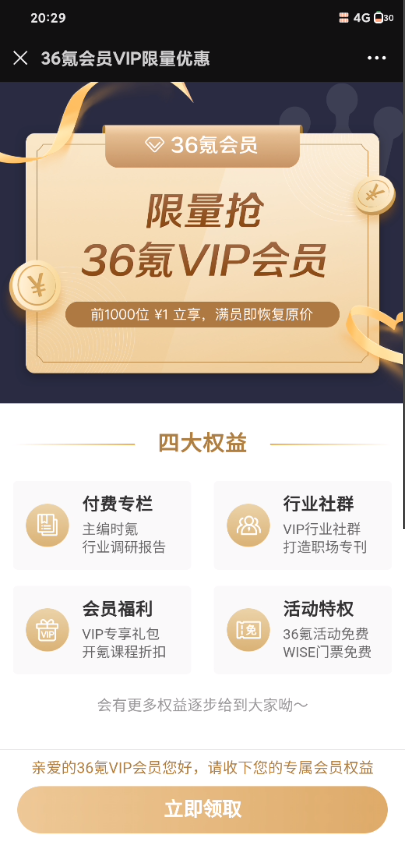 20:29
4G 30
36氪会员VIP限量优惠
36氪会员
限量抢
36氪VIP会员
前1000位 ¥1 立享，满员即恢复原价
¥
¥
四大权益
付费专栏
主编时氪
行业调研报告
行业社群
VIP行业社群
打造职场专刊
会员福利
VIP
VIP专享礼包
开氪课程折扣
活动特权
免
36氪活动免费
WISE门票免费
会有更多权益逐步给到大家呦～
亲爱的36氪VIP会员您好，请收下您的专属会员权益
立即领取